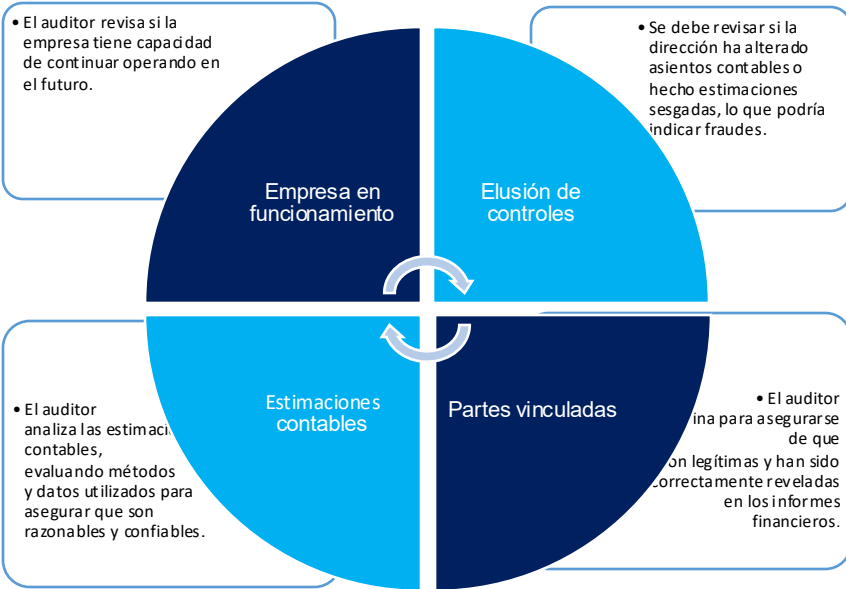 • El auditor revisa si la
empresa tiene capacidad
de continuar operando en
el futuro.
• Se debe revisar si la
dirección ha alterado
asientos contables o
hecho estimaciones
sesgadas, lo que podría
indicar fraudes.
Empresa en
funcionamiento
Elusión de
controles
Estimaciones
contables
Partes vinculadas
• El auditor
analiza las
contables,
evaluando métodos
y datos utilizados para
asegurar que son
razonables y confiables.
• El auditor
para asegurarse
de que
legítimas y han sido
correctamente reveladas
en los informes
financieros.